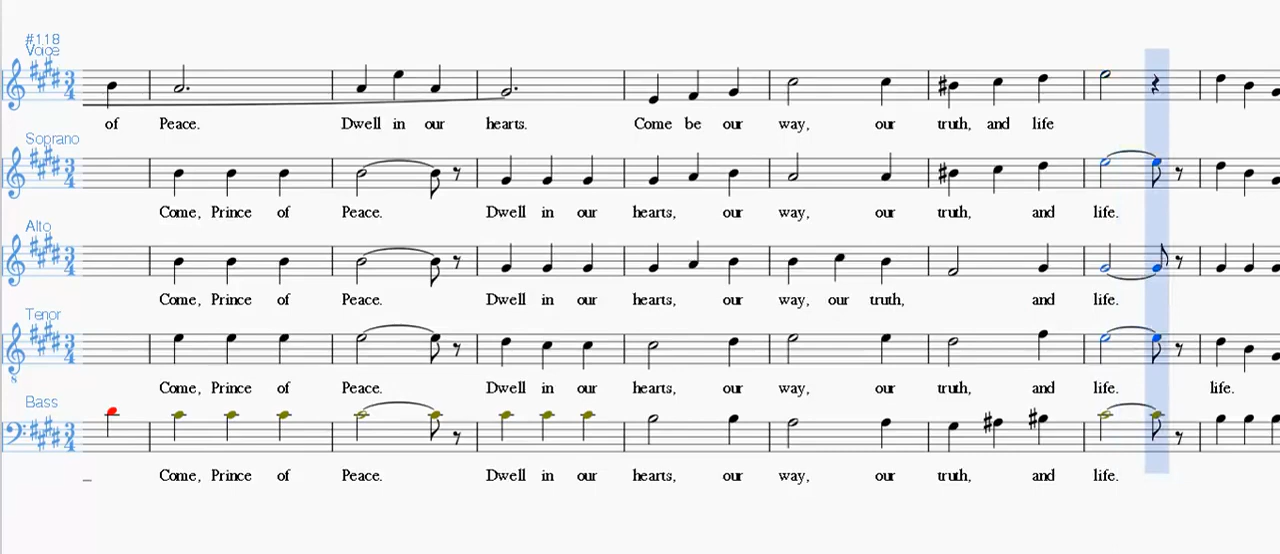 #118
Voice
of Peace. Dwell in our hearts. Come be our way, our truth, and life
Soprano
Come, Prince of Peace. Dwell in our hearts, our way, our truth, and life.
Alto
Come, Prince of Peace. Dwell in our hearts, our way, our truth, and life.
Tenor
8
Come, Prince of Peace. Dwell in our hearts, our way, our truth, and life. life.
Bass
_ Come, Prince of Peace. Dwell in our hearts, our way, our truth, and life.